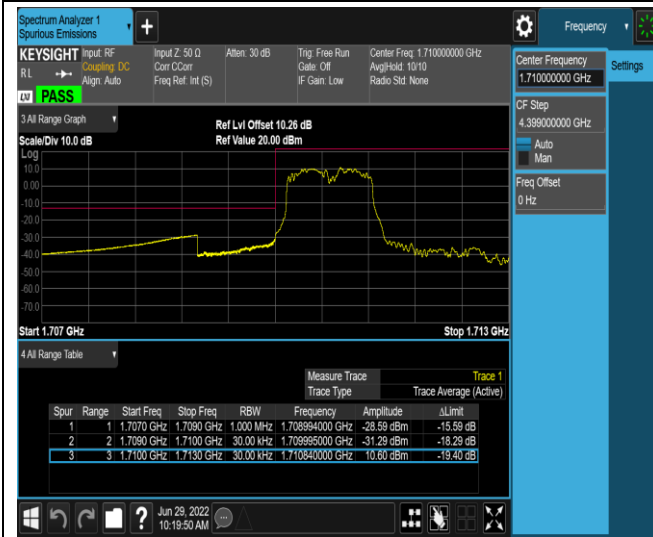 Spectrum Analyzer 1
Spurious Emissions
+
Frequency
KEYSIGHT
RL
Input: RF
Coupling: DC
Align: Auto
Input Z: 50 Ω
Corr CCorr
Freq Ref: Int (S)
Atten: 30 dB
Trig: Free Run
Gate: Off
IF Gain: Low
Center Freq: 1.710000000 GHz
Avg|Hold: 10/10
Radio Std: None
LXI
PASS
Center Frequency
1.710000000 GHz
Settings
CF Step
4.399000000 GHz
Auto
Man
Freq Offset
0 Hz
3 All Range Graph
Ref Lvl Offset 10.26 dB
Scale/Div 10.0 dB
Ref Value 20.00 dBm
Log
10.0
0.00
-10.0
-20.0
-30.0
-40.0
-50.0
-60.0
-70.0
Start 1.707 GHz
Stop 1.713 GHz
4 All Range Table
Measure Trace Trace 1
Trace Type Trace Average (Active)
Spur Range Start Freq Stop Freq RBW Frequency Amplitude ΔLimit
1 1 1.7070 GHz 1.7090 GHz 1.000 MHz 1.708994000 GHz -28.59 dBm -15.59 dB
2 2 1.7090 GHz 1.7100 GHz 30.00 kHz 1.709995000 GHz -31.29 dBm -18.29 dB
3 3 1.7100 GHz 1.7130 GHz 30.00 kHz 1.710840000 GHz 10.60 dBm -19.40 dB
?
Jun 29, 2022
10:19:50 AM